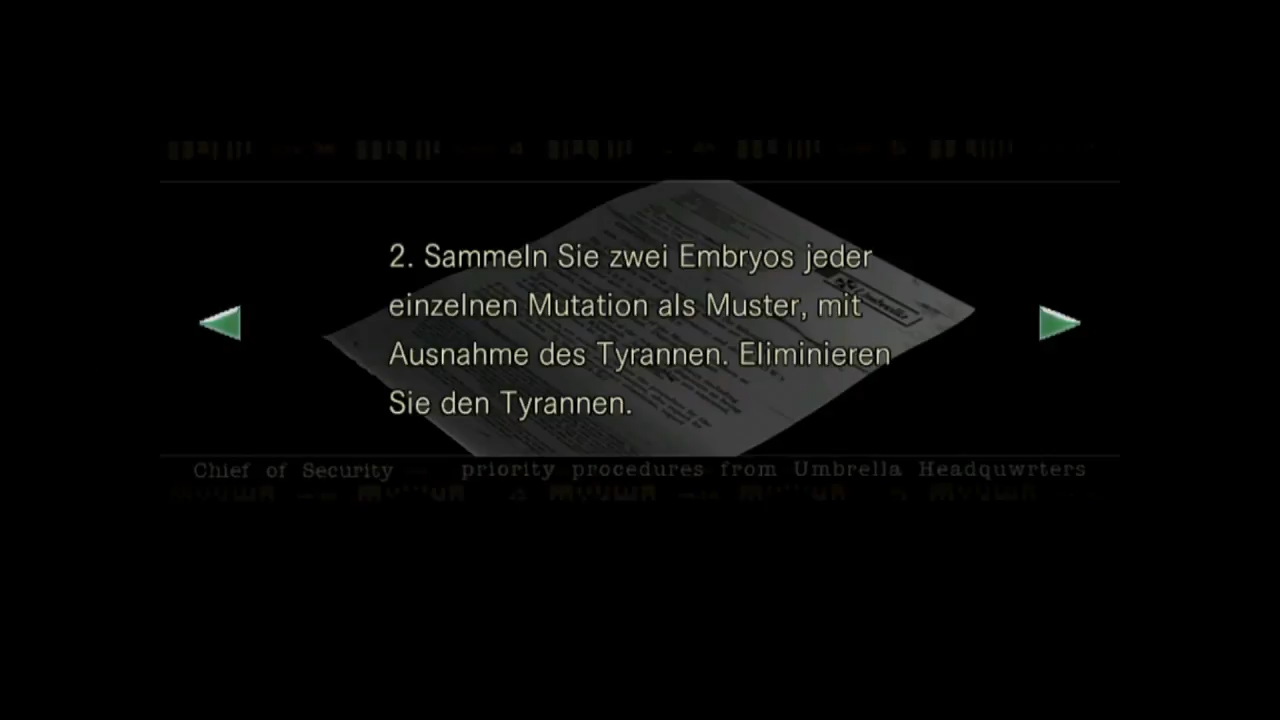 2. Sammeln Sie zwei Embryos jeder
einzelnen Mutation als Muster, mit
Ausnahme des Tyrannen. Eliminieren
Sie den Tyrannen.
Chief of Security priority procedures from Umbrella Headquwrters